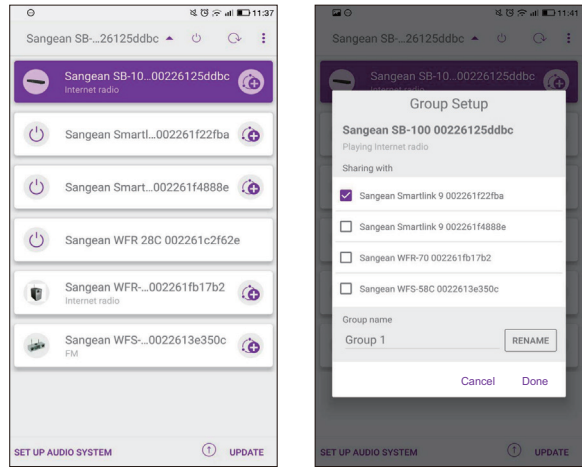 11:37
Sangean SB-...26125ddbc
Sangean SB-10...00226125ddbc
Internet radio
Sangean Smartl...002261f22fba
Sangean Smart...002261f4888e
Sangean WFR 28C 002261c2f62e
Sangean WFR-...002261fb17b2
Internet radio
Sangean WFS-...0022613e350c
FM
SET UP AUDIO SYSTEM
UPDATE
11:41
Sangean SB-...26125ddbc
Sangean SB-10...00226125ddbc
Internet radio
Group Setup
Sangean SB-100 00226125ddbc
Playing Internet radio
Sharing with
Sangean Smartlink 9 002261f22fba
Sangean Smartlink 9 002261f4888e
Sangean WFR-70 002261fb17b2
Sangean WFS-58C 0022613e350c
Group name
Group 1
RENAME
Cancel
Done
SET UP AUDIO SYSTEM
UPDATE